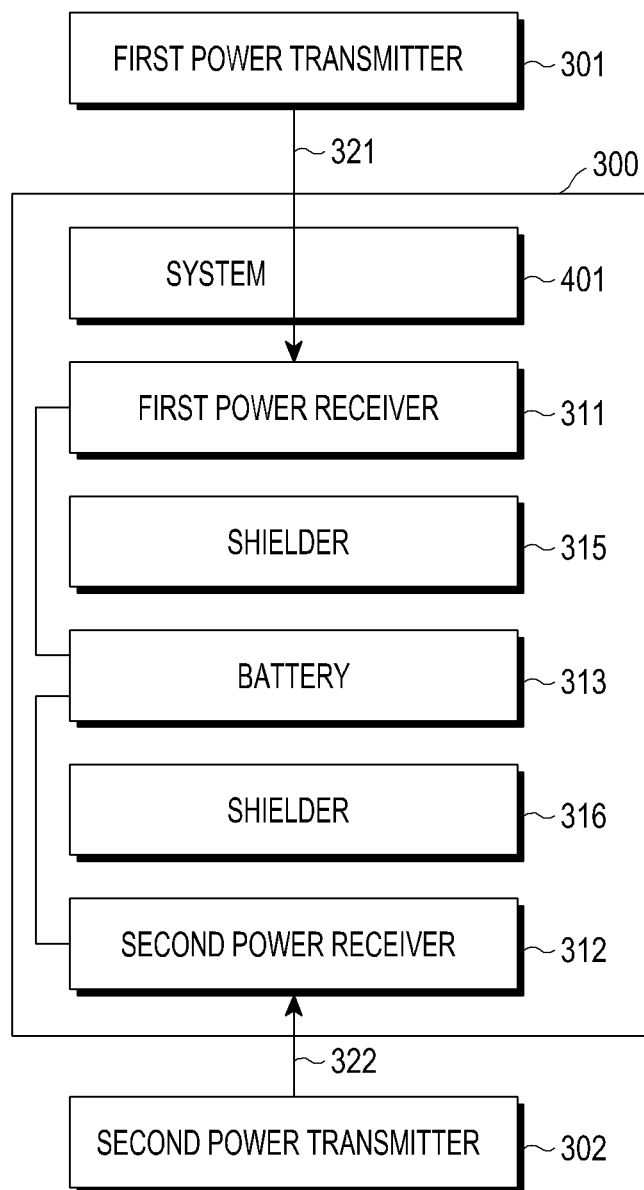 FIRST POWER TRANSMITTER 301
321
300
SYSTEM 401
FIRST POWER RECEIVER 311
SHIELDER 315
BATTERY 313
SHIELDER 316
SECOND POWER RECEIVER 312
322
SECOND POWER TRANSMITTER 302